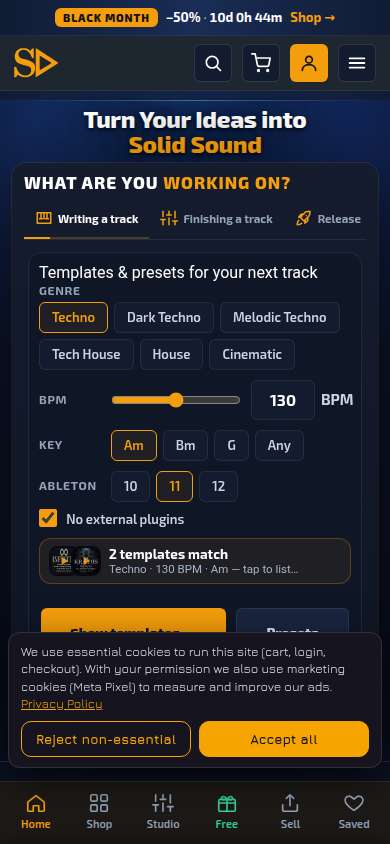 BLACK MONTH −50% · 10d 0h 44m Shop →
Turn Your Ideas into
Solid Sound
WHAT ARE YOU WORKING ON?
Writing a track Finishing a track Release
Templates & presets for your next track
GENRE
Techno Dark Techno Melodic Techno
Tech House House Cinematic
BPM 130 BPM
KEY Am Bm G Any
ABLETON 10 11 12
No external plugins
2 templates match
Techno · 130 BPM · Am — tap to list…
We use essential cookies to run this site (cart, login,
checkout). With your permission we also use marketing
cookies (Meta Pixel) to measure and improve our ads.
Privacy Policy
Reject non-essential Accept all
Home Shop Studio Free Sell Saved